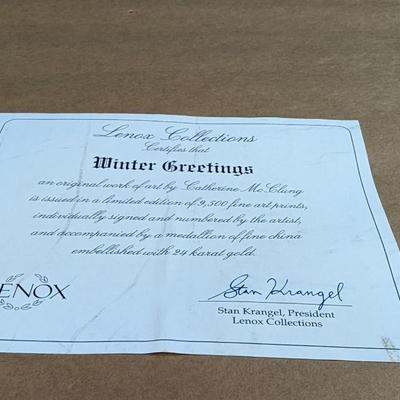 Lenox Collections
Certifies that
Winter Greetings
an original work of art by Catherine McClung
is issued in a limited edition of 9,500 fine art prints,
individually signed and numbered by the artist,
and accompanied by a medallion of fine china
embellished with 24 karat gold.
LENOX
Stan Krangel
Stan Krangel, President
Lenox Collections